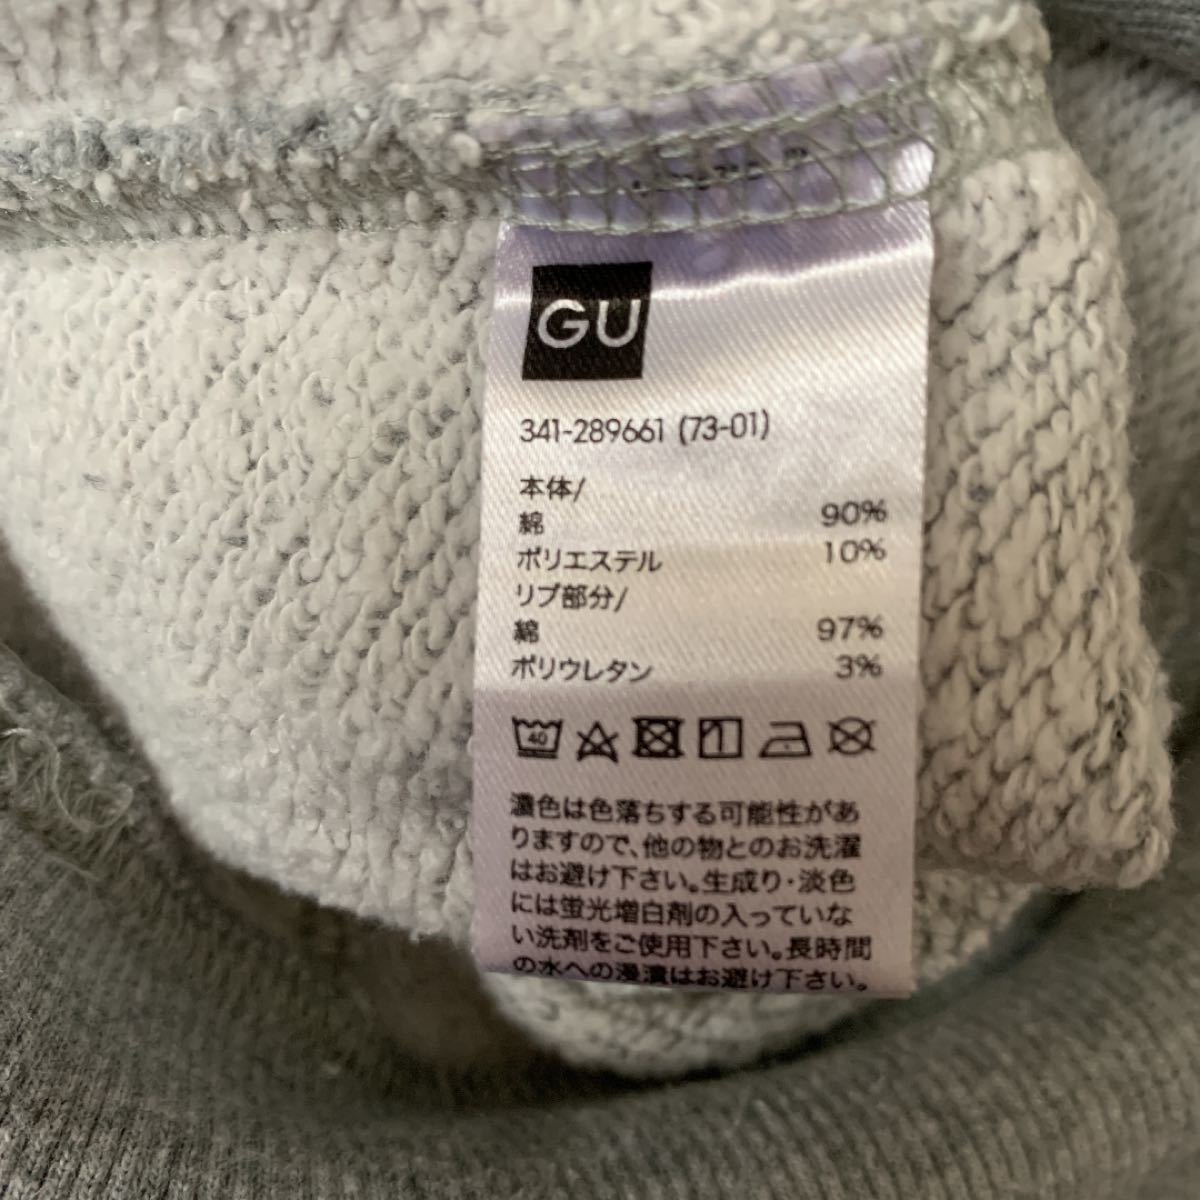 GU
341-289661 (73-01)
本体/
綿 90%
ポリエステル 10%
リブ部分/
綿 97%
ポリウレタン 3%
40
濃色は色落ちする可能性があ
りますので、他の物とのお洗濯
はお避け下さい。生成り・淡色
には蛍光増白剤の入っていな
い洗剤をご使用下さい。長時間
の水への浸漬はお避け下さい。